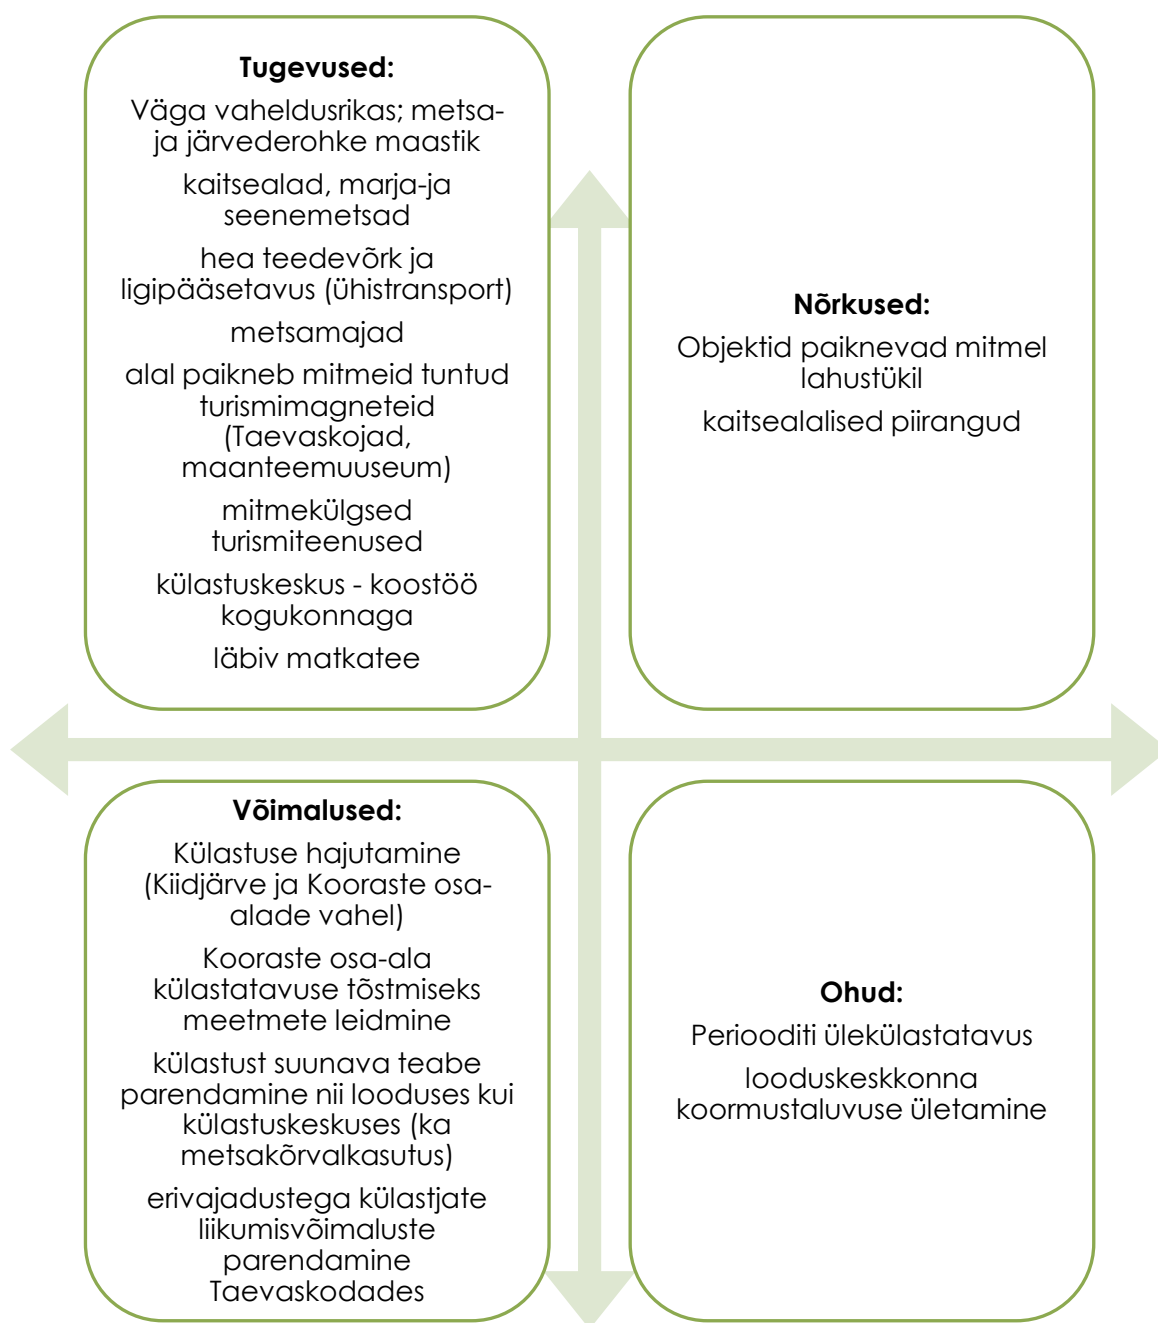 Tugevused:
Väga vaheldusrikas; metsa-
ja järvederohke maastik
kaitsealad, marja-ja
seenemetsad
hea teedevõrk ja
ligipääsetavus (ühistransport)
metsamajad
alal paikneb mitmeid tuntud
turismimagneteid
(Taevaskojad,
maanteemuuseum)
mitmekülgsed
turismiteenused
külastuskeskus - koostöö
kogukonnaga
läbiv matkatee
Nõrkused:
Objektid paiknevad mitmel
lahustükil
kaitsealalised piirangud
Võimalused:
Külastuse hajutamine
(Kiidjärve ja Kooraste osa-
alade vahel)
Kooraste osa-ala
külastatavuse tõstmiseks
meetmete leidmine
külastust suunava teabe
parendamine nii looduses kui
külastuskeskuses (ka
metsakõrvalkasutus)
erivajadustega külastjate
liikumisvõimaluste
parendamine
Taevaskodades
Ohud:
Periooditi ülekülastatavus
looduskeskkonna
koormustaluvuse ületamine